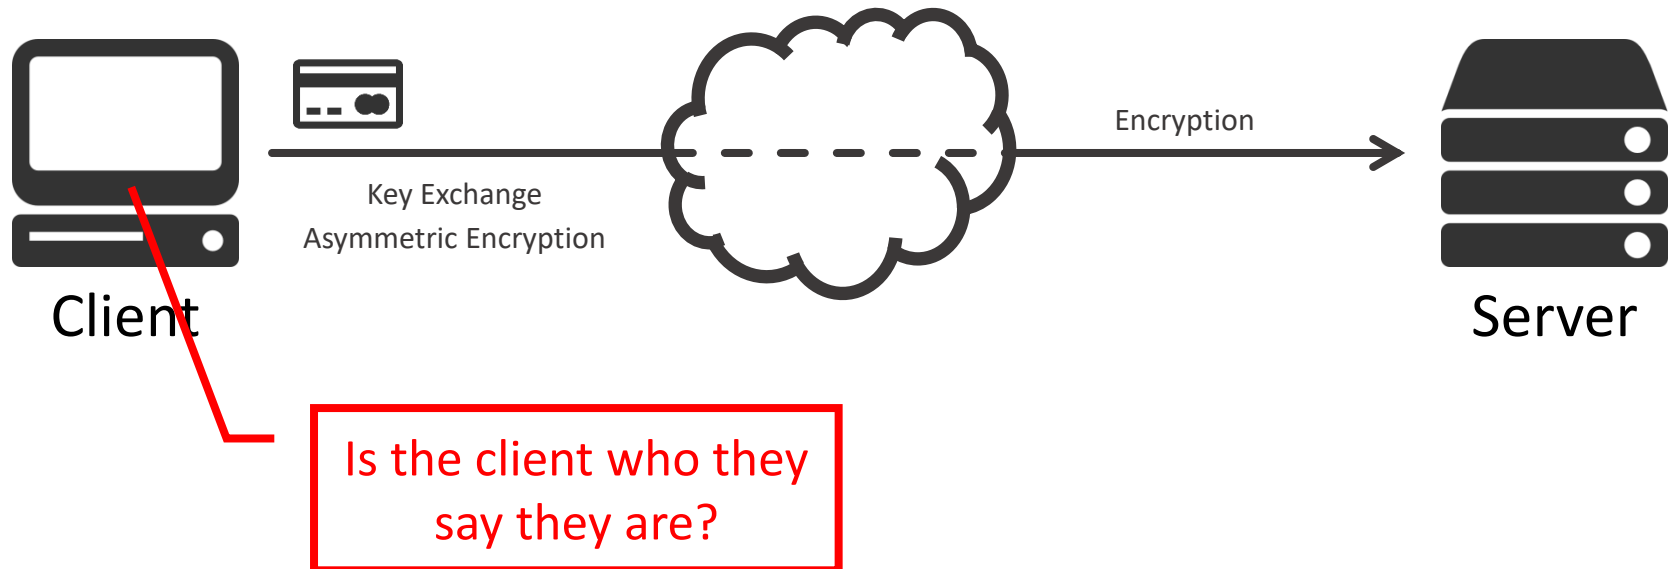 Encryption
Key Exchange
Asymmetric Encryption
Client
Server
Is the client who they
say they are?